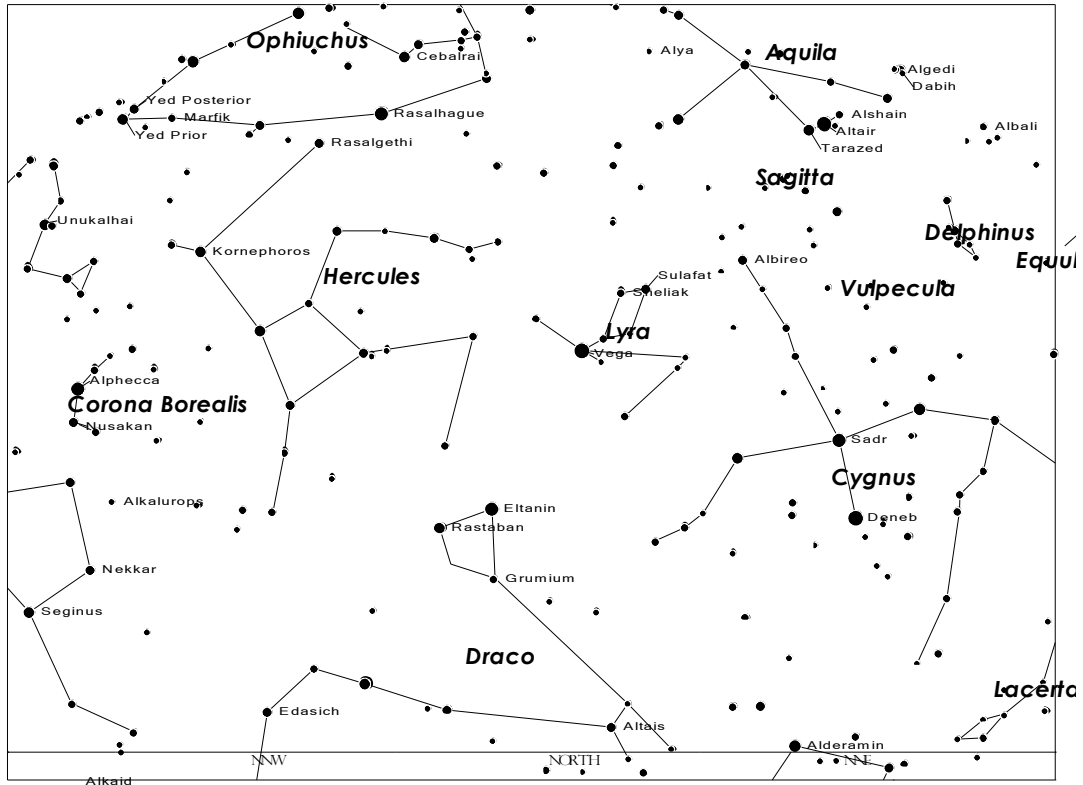 Ophiuchus
Aquila
Alya
Cebalrai
Algedi
Dabih
Yed Posterior
Marfik
Rasalhague
Alshain
Altair
Albali
Yed Prior
Rasalgethi
Tarazed
Sagitta
Unukalhai
Delphinus
Kornephoros
Albireo
Equul
Hercules
Sulafat
Sheliak
Vulpecula
Lyra
Vega
Alphecca
Corona Borealis
Nusakan
Sadr
Cygnus
Alkalurops
Eltanin
Deneb
Rastaban
Nekkar
Grumium
Seginus
Draco
Lacerta
Edasich
Altais
Alderamin
NNW
NORTH
NNE
Alkaid